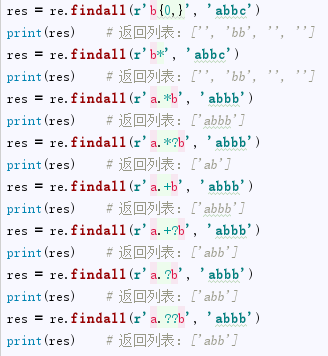 res = re.findall(r'b{0,}', 'abbc')
print(res)    # 返回列表: ['', 'bb', '', '']
res = re.findall(r'b*', 'abbc')
print(res)    # 返回列表: ['', 'bb', '', '']
res = re.findall(r'a.*b', 'abbb')
print(res)    # 返回列表: ['abbb']
res = re.findall(r'a.*?b', 'abbb')
print(res)    # 返回列表: ['ab']
res = re.findall(r'a.+b', 'abbb')
print(res)    # 返回列表: ['abbb']
res = re.findall(r'a.+?b', 'abbb')
print(res)    # 返回列表: ['abb']
res = re.findall(r'a.?b', 'abbb')
print(res)    # 返回列表: ['abb']
res = re.findall(r'a.??b', 'abbb')
print(res)    # 返回列表: ['abb']